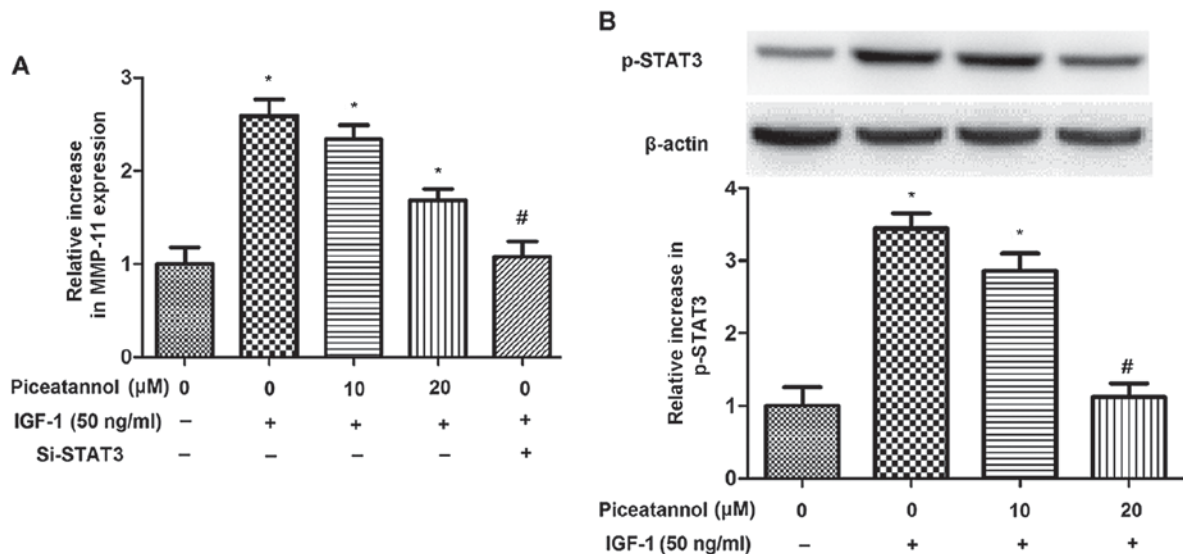 A
Relative increase
in MMP-11 expression
3
2
1
0
*
*
*
#
Piceatannol (μM) 0 0 10 20 0
IGF-1 (50 ng/ml) – + + + +
Si-STAT3 – – – – +
B
p-STAT3
β-actin
Relative increase in
p-STAT3
4
3
2
1
0
*
*
#
Piceatannol (μM) 0 0 10 20
IGF-1 (50 ng/ml) – + + +